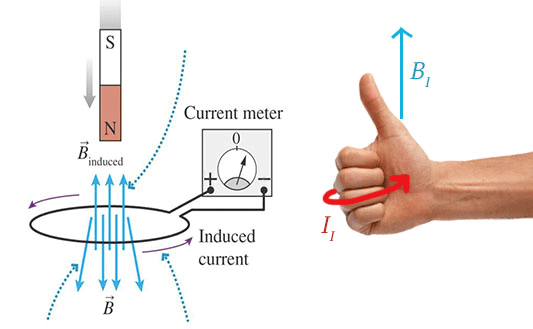 S
N
B⃗ induced
Current meter
0
+
−
Induced
current
B⃗
B_I
I_I